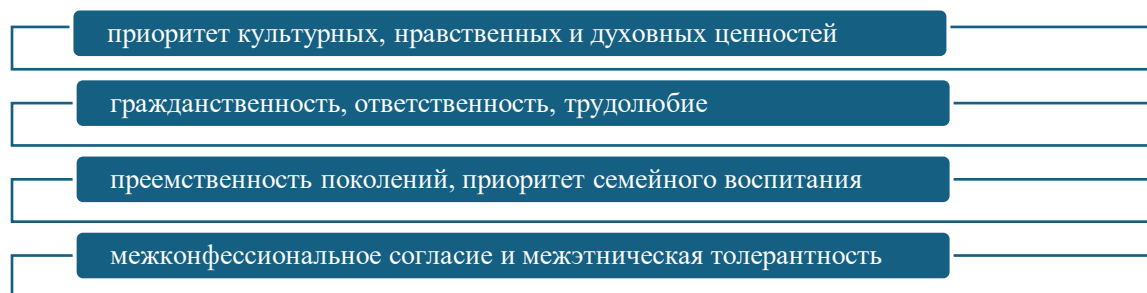 приоритет культурных, нравственных и духовных ценностей
гражданственность, ответственность, трудолюбие
преемственность поколений, приоритет семейного воспитания
межконфессиональное согласие и межэтническая толерантность